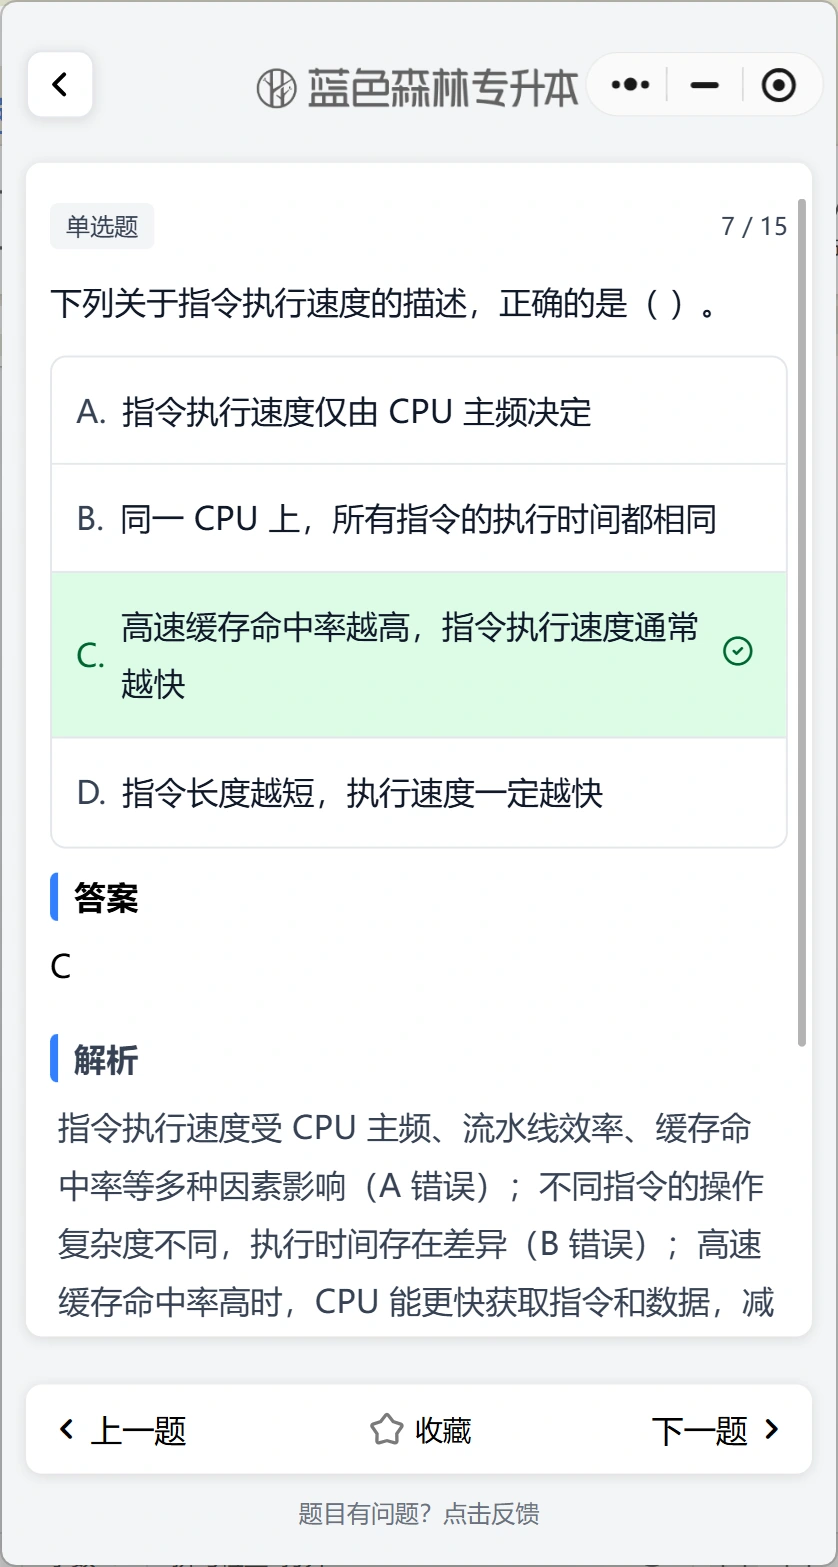 蓝色森林专升本
单选题
7 / 15
下列关于指令执行速度的描述，正确的是（ ）。
A. 指令执行速度仅由 CPU 主频决定
B. 同一 CPU 上，所有指令的执行时间都相同
C. 高速缓存命中率越高，指令执行速度通常
越快
D. 指令长度越短，执行速度一定越快
答案
C
解析
指令执行速度受 CPU 主频、流水线效率、缓存命
中率等多种因素影响（A 错误）；不同指令的操作
复杂度不同，执行时间存在差异（B 错误）；高速
缓存命中率高时，CPU 能更快获取指令和数据，减
上一题
收藏
下一题
题目有问题？点击反馈